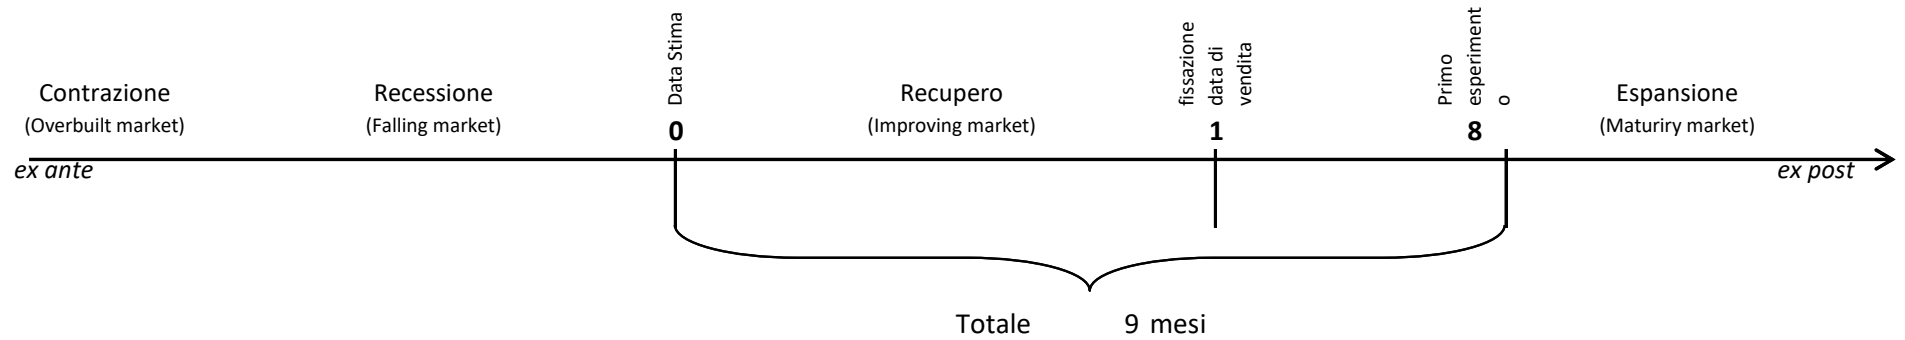 Contrazione
(Overbuilt market)
Recessione
(Falling market)
Data Stima
0
Recupero
(Improving market)
fissazione
data di
vendita
1
Primo
esperiment
o
8
Espansione
(Maturiry market)
ex ante
ex post
Totale 9 mesi